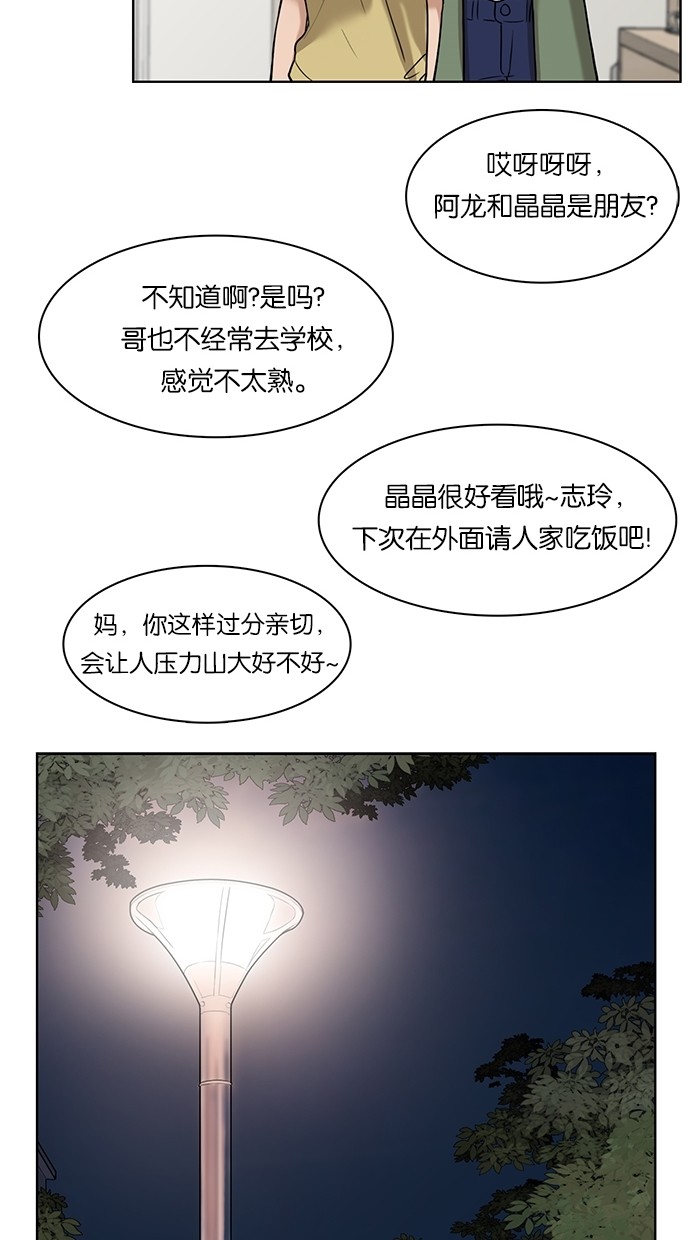 哎呀呀呀，
阿龙和晶晶是朋友?
不知道啊?是吗?
哥也不经常去学校，
感觉不太熟。
晶晶很好看哦~志玲，
下次在外面请人家吃饭吧!
妈，你这样过分亲切，
会让人压力山大好不好~